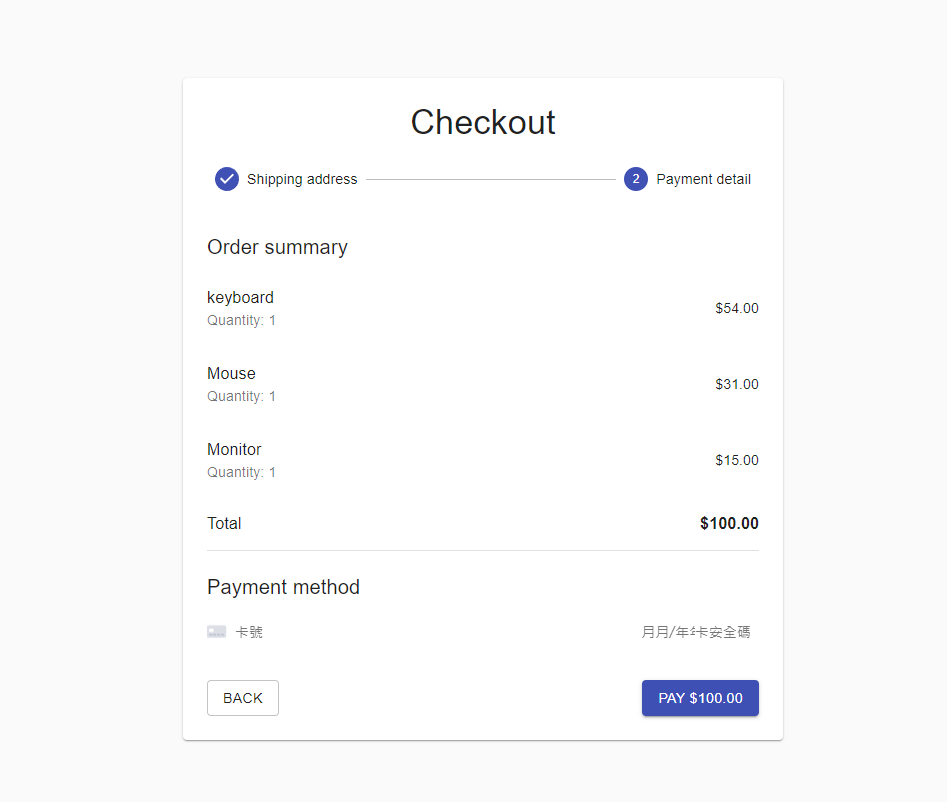 Checkout
Shipping address
2 Payment detail
Order summary
keyboard
$54.00
Quantity: 1
Mouse
$31.00
Quantity: 1
Monitor
$15.00
Quantity: 1
Total $100.00
Payment method
卡號 月月/年 卡安全碼
BACK PAY $100.00